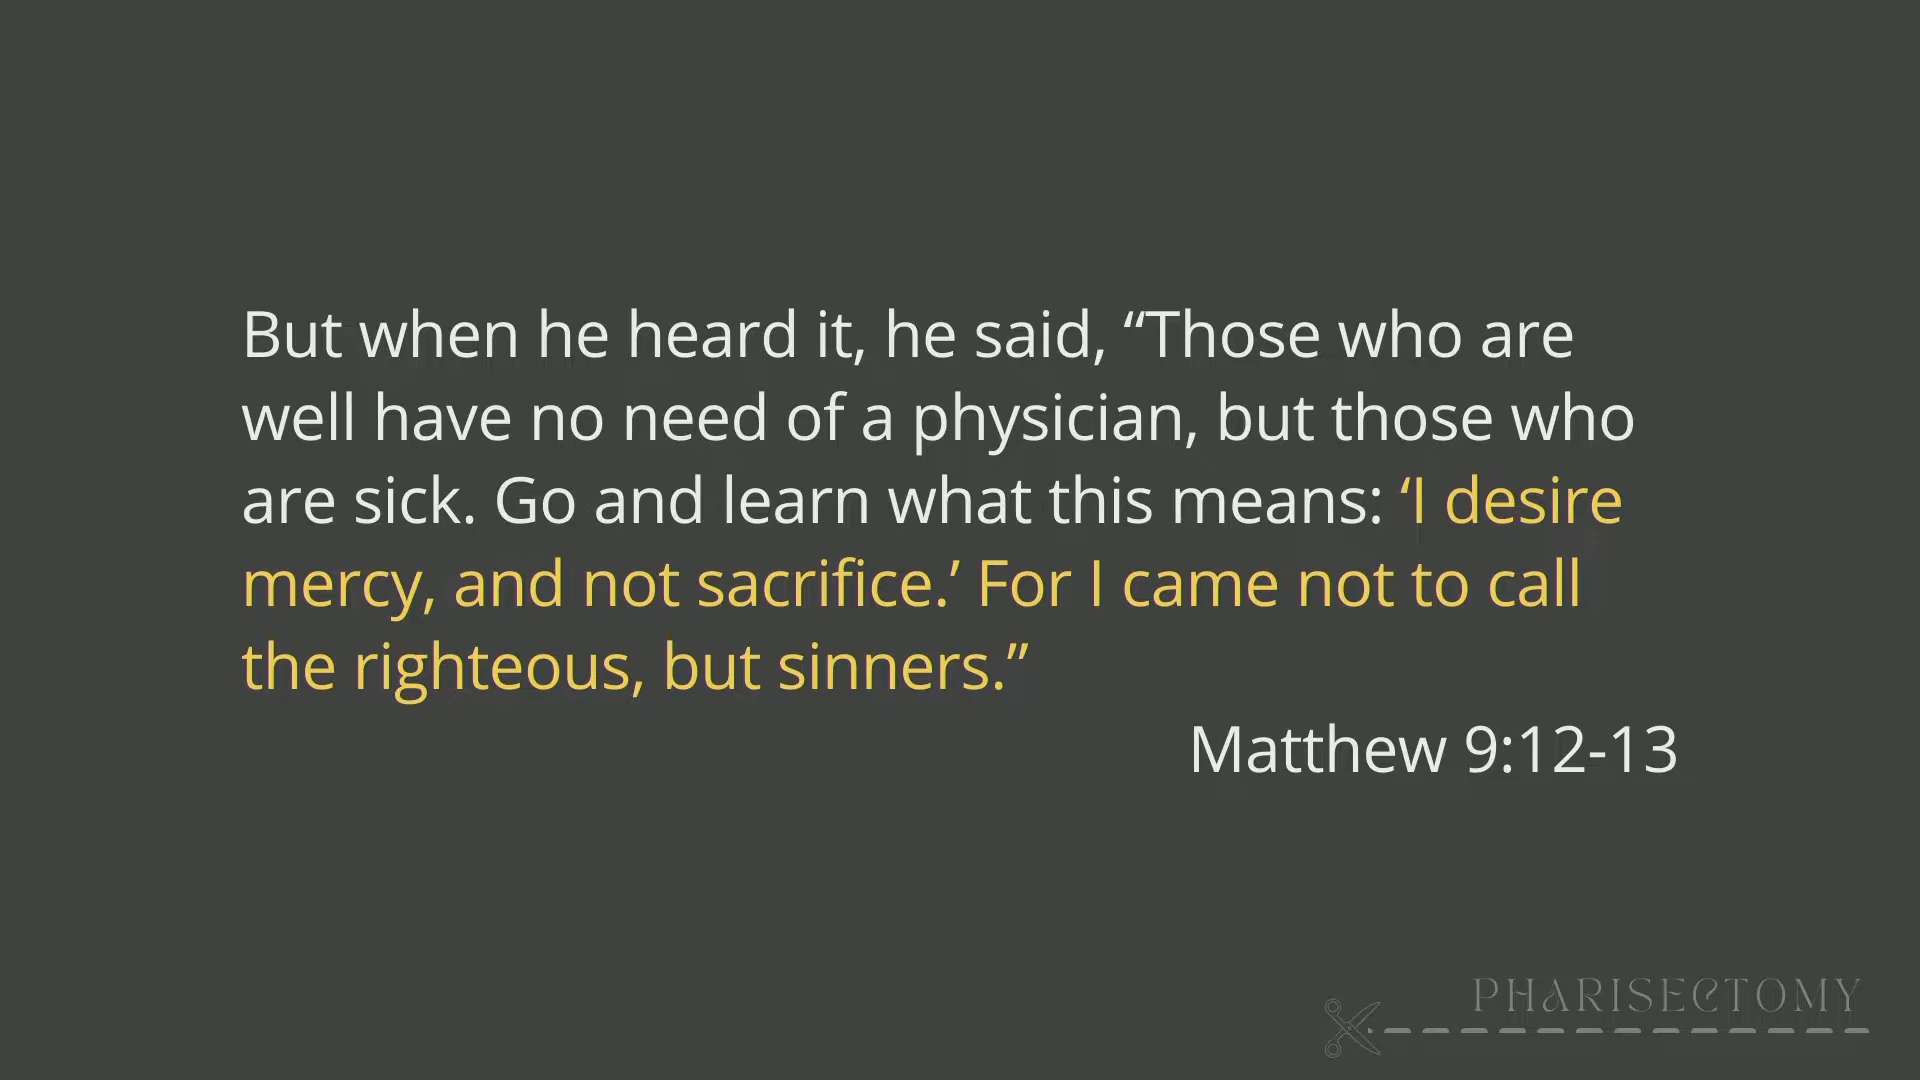 But when he heard it, he said, “Those who are
well have no need of a physician, but those who
are sick. Go and learn what this means: ‘I desire
mercy, and not sacrifice.’ For I came not to call
the righteous, but sinners.”
Matthew 9:12-13
PHARISECTOMY